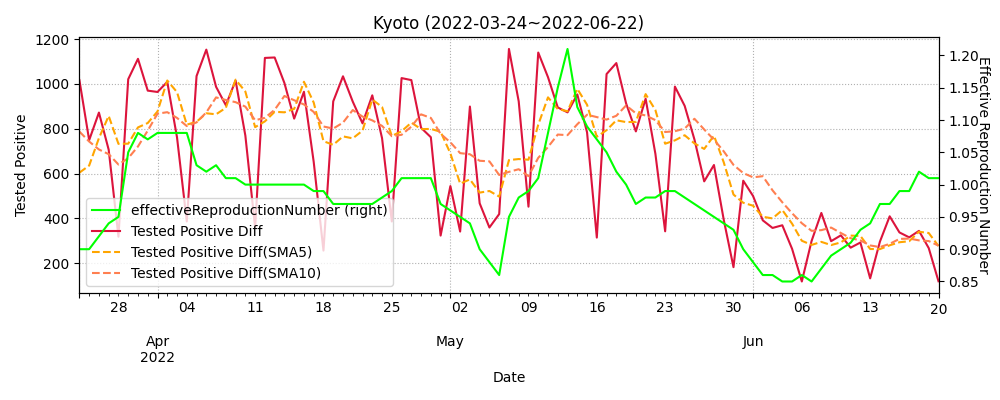 Kyoto (2022-03-24~2022-06-22)
1200
1000
800
600
400
200
Tested Positive
1.20
1.15
1.10
1.05
1.00
0.95
0.90
0.85
Effective Reproduction Number
effectiveReproductionNumber (right)
Tested Positive Diff
Tested Positive Diff(SMA5)
Tested Positive Diff(SMA10)
28 04 11 18 25 02 09 16 23 30 06 13 20
Apr May Jun
2022
Date